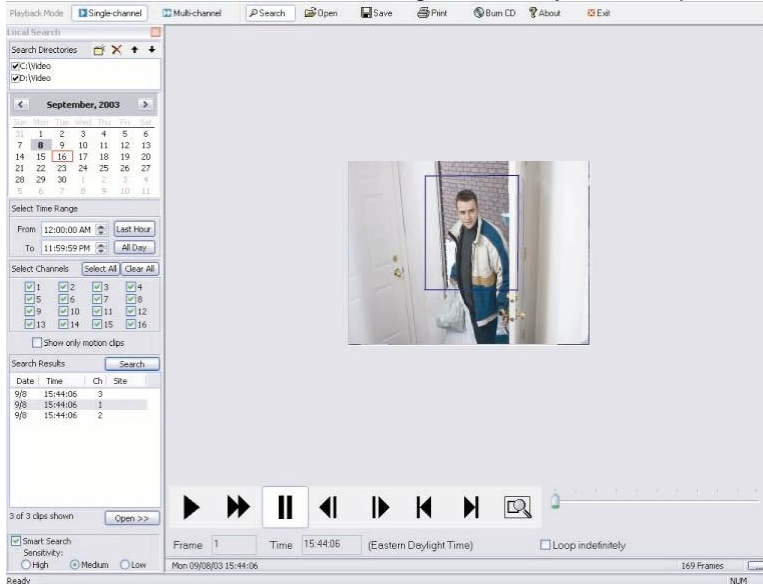 Playback Mode Single-channel Multi-channel Search Open Save Print Burn CD About Exit
Local Search
Search Directories
C:\Video
D:\Video
September, 2003
Sun Mon Tue Wed Thu Fri Sat
31 1 2 3 4 5 6
7 8 9 10 11 12 13
14 15 16 17 18 19 20
21 22 23 24 25 26 27
28 29 30 1 2 3 4
5 6 7 8 9 10 11
Select Time Range
From 12:00:00 AM Last Hour
To 11:59:59 PM All Day
Select Channels Select All Clear All
1 2 3 4
5 6 7 8
9 10 11 12
13 14 15 16
Show only motion clips
Search Results Search
Date Time Ch Site
9/8 15:44:06 3
9/8 15:44:06 1
9/8 15:44:06 2
3 of 3 clips shown Open >>
Smart Search
Sensitivity:
High Medium Low
Frame 1 Time 15:44:06 (Eastern Daylight Time) Loop indefinitely
Mon 09/08/03 15:44:06 169 Frames ...
Ready NUM